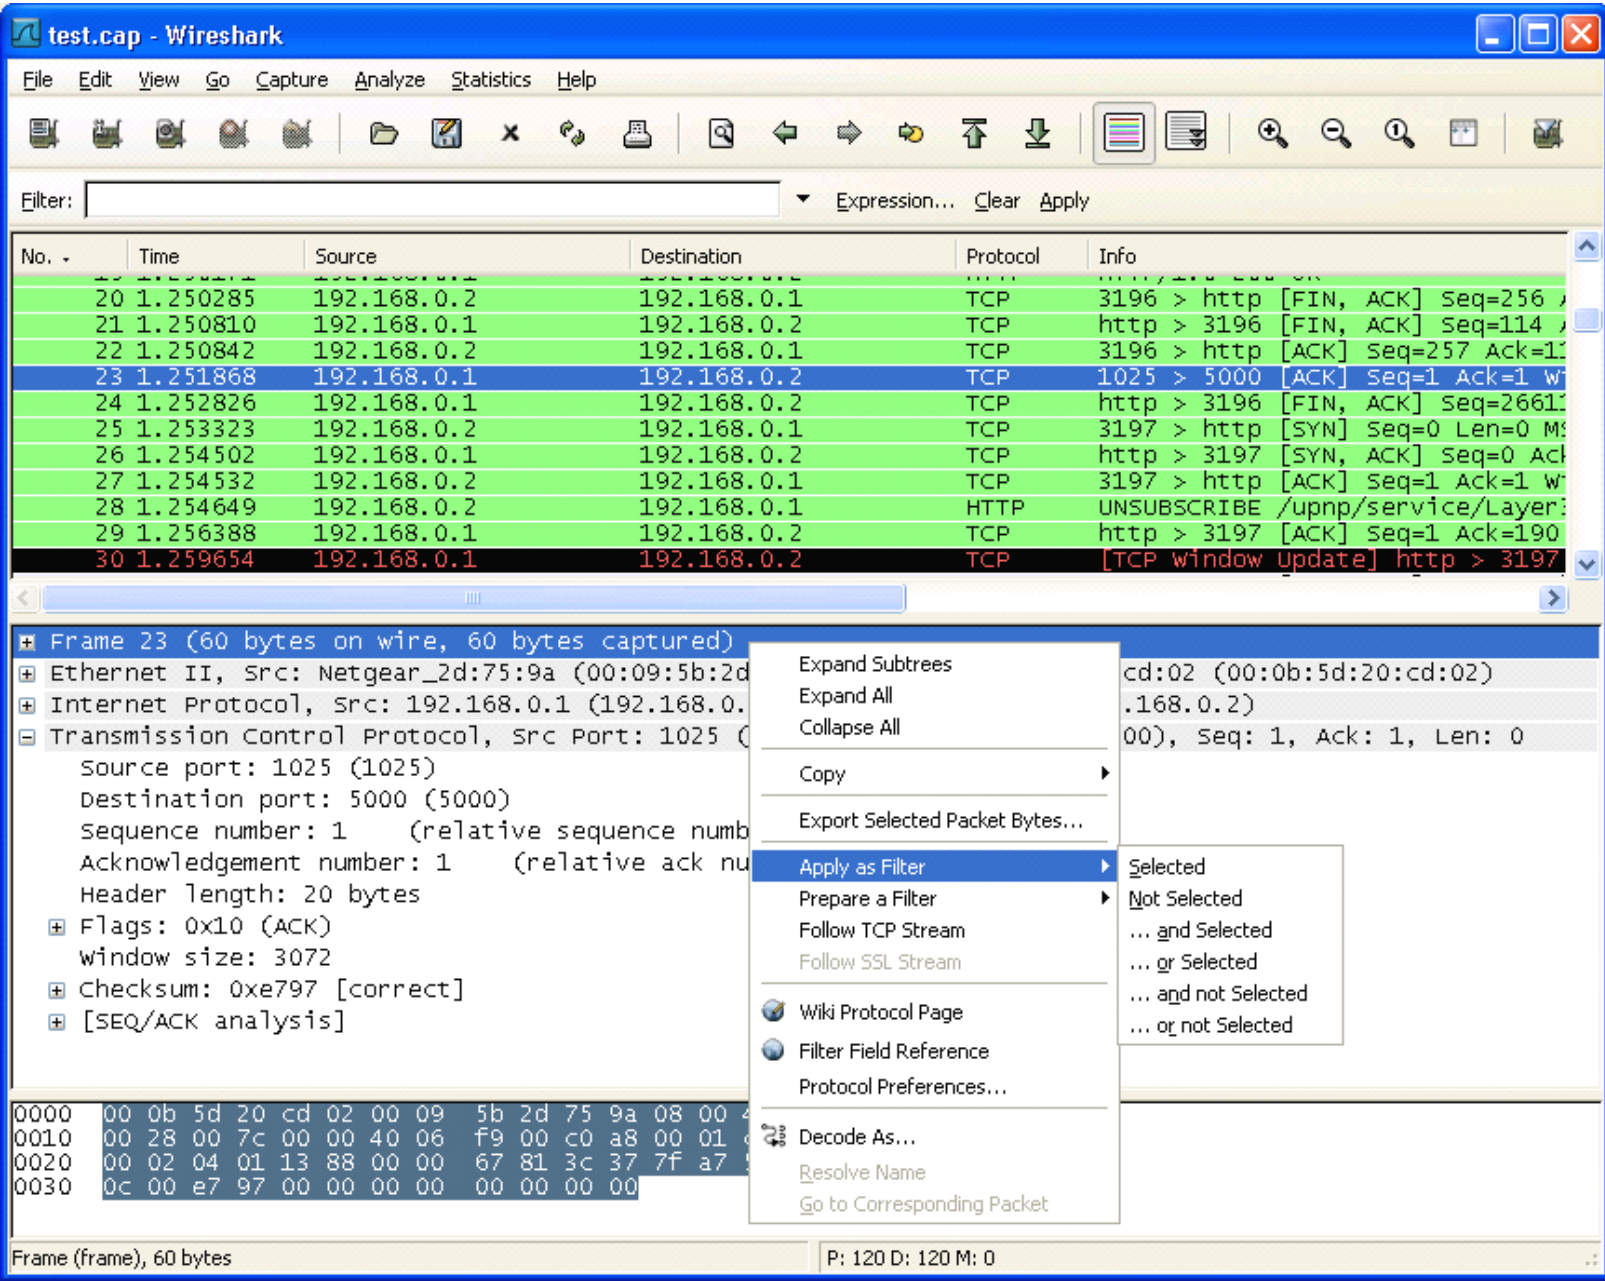 test.cap - Wireshark
File Edit View Go Capture Analyze Statistics Help
Filter: Expression... Clear Apply
No. Time Source Destination Protocol Info
20 1.250285 192.168.0.2 192.168.0.1 TCP 3196 > http [FIN, ACK] Seq=256
21 1.250810 192.168.0.1 192.168.0.2 TCP http > 3196 [FIN, ACK] Seq=114
22 1.250842 192.168.0.2 192.168.0.1 TCP 3196 > http [ACK] Seq=257 Ack=11
23 1.251868 192.168.0.1 192.168.0.2 TCP 1025 > 5000 [ACK] Seq=1 Ack=1
24 1.252826 192.168.0.1 192.168.0.2 TCP http > 3196 [FIN, ACK] Seq=2661
25 1.253323 192.168.0.2 192.168.0.1 TCP 3197 > http [SYN] Seq=0 Len=0
26 1.254502 192.168.0.1 192.168.0.2 TCP http > 3197 [SYN, ACK] Seq=0
27 1.254532 192.168.0.2 192.168.0.1 TCP 3197 > http [ACK] Seq=1 Ack=1
28 1.254649 192.168.0.2 192.168.0.1 HTTP UNSUBSCRIBE /upnp/service/Layer
29 1.256388 192.168.0.1 192.168.0.2 TCP http > 3197 [ACK] Seq=1 Ack=190
30 1.259654 192.168.0.1 192.168.0.2 TCP [TCP Window Update] http > 3197
Frame 23 (60 bytes on wire, 60 bytes captured)
Ethernet II, Src: Netgear_2d:75:9a (00:09:5b:2d cd:02 (00:0b:5d:20:cd:02)
Internet Protocol, Src: 192.168.0.1 (192.168.0. .168.0.2)
Transmission Control Protocol, Src Port: 1025 ( 00), Seq: 1, Ack: 1, Len: 0
Source port: 1025 (1025)
Destination port: 5000 (5000)
Sequence number: 1 (relative sequence numb
Acknowledgement number: 1 (relative ack nu
Header length: 20 bytes
Flags: 0x10 (ACK)
Window size: 3072
Checksum: 0xe797 [correct]
[SEQ/ACK analysis]
Expand Subtrees
Expand All
Collapse All
Copy
Export Selected Packet Bytes...
Apply as Filter
Prepare a Filter
Follow TCP Stream
Follow SSL Stream
Wiki Protocol Page
Filter Field Reference
Protocol Preferences...
Decode As...
Resolve Name
Go to Corresponding Packet
Selected
Not Selected
... and Selected
... or Selected
... and not Selected
... or not Selected
0000 00 0b 5d 20 cd 02 00 09 5b 2d 75 9a 08 00
0010 00 28 00 7c 00 00 40 06 f9 00 c0 a8 00 01
0020 00 02 04 01 13 88 00 00 67 81 3c 37 7f a7
0030 0c 00 e7 97 00 00 00 00 00 00 00 00
Frame (frame), 60 bytes P: 120 D: 120 M: 0